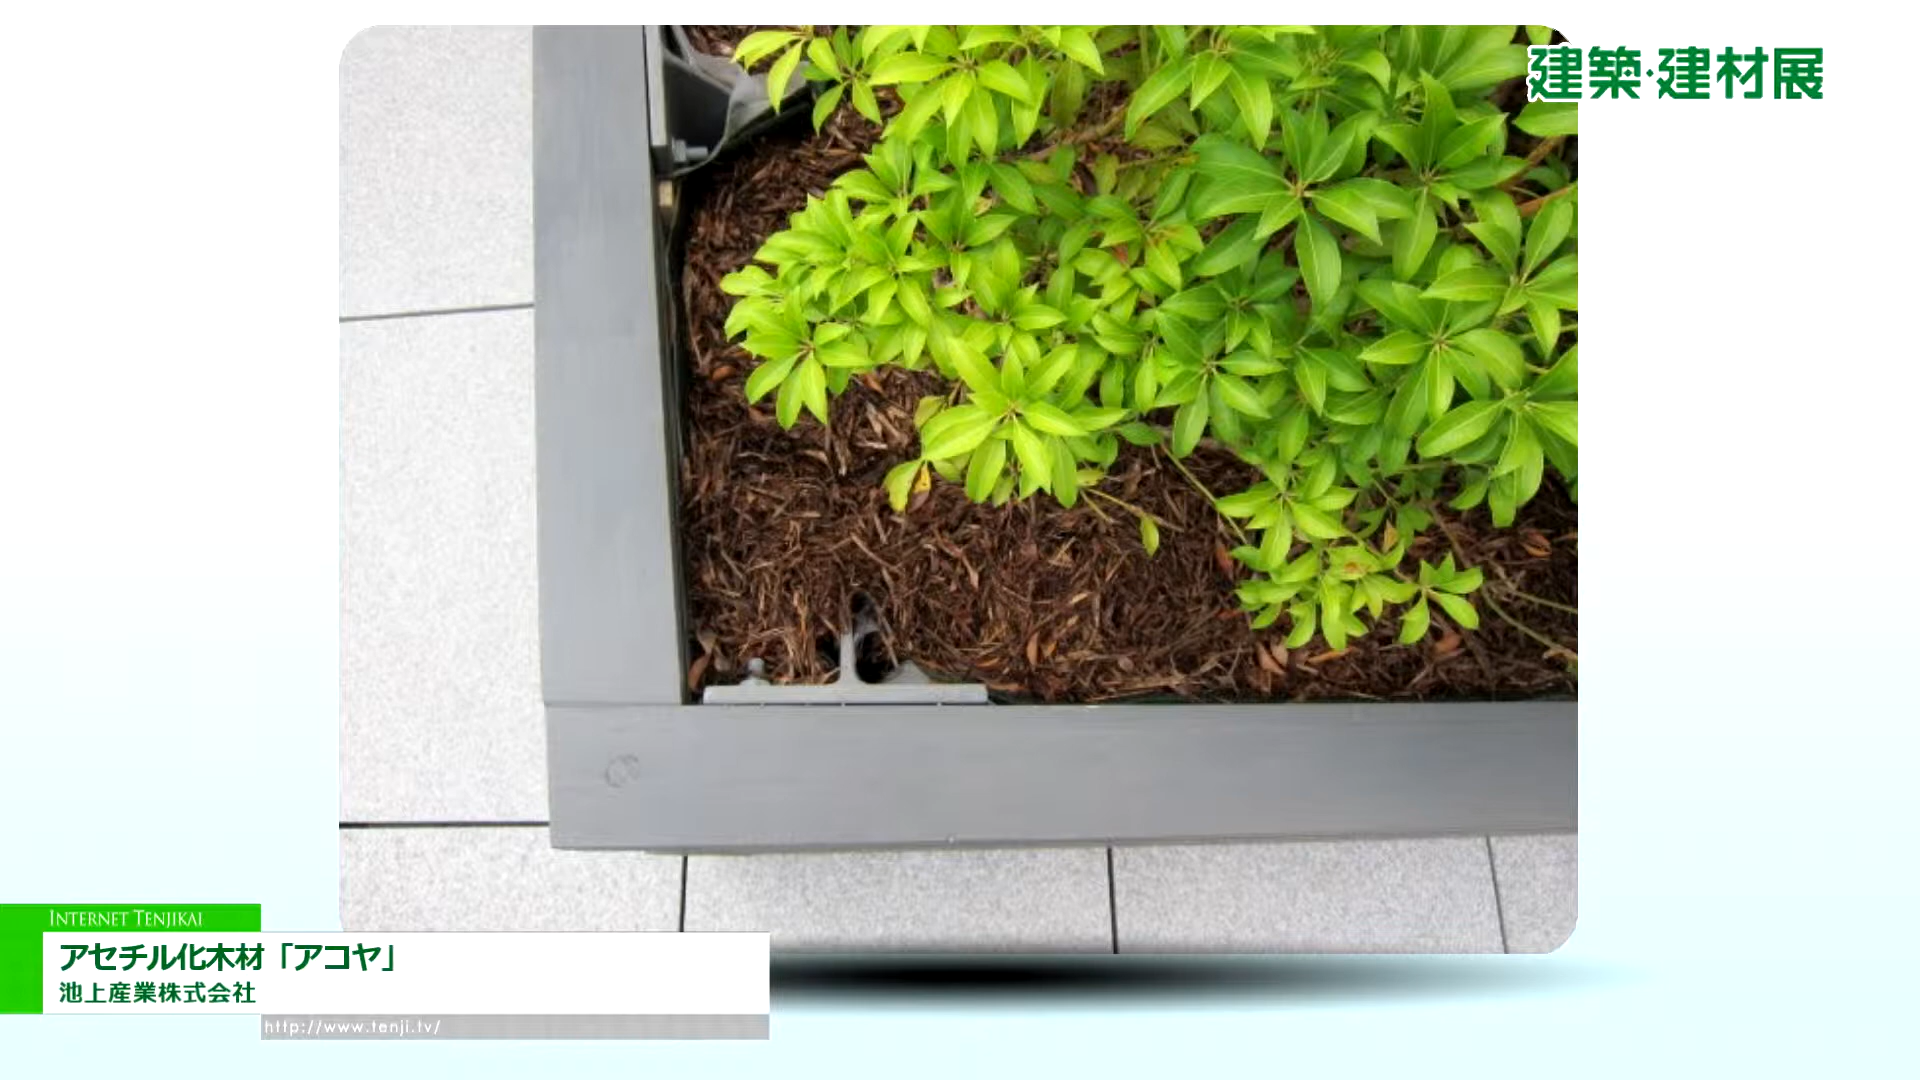 建築・建材展
INTERNET TENJIKAI
アセチル化木材「アコヤ」
池上産業株式会社
http://www.tenji.tv/